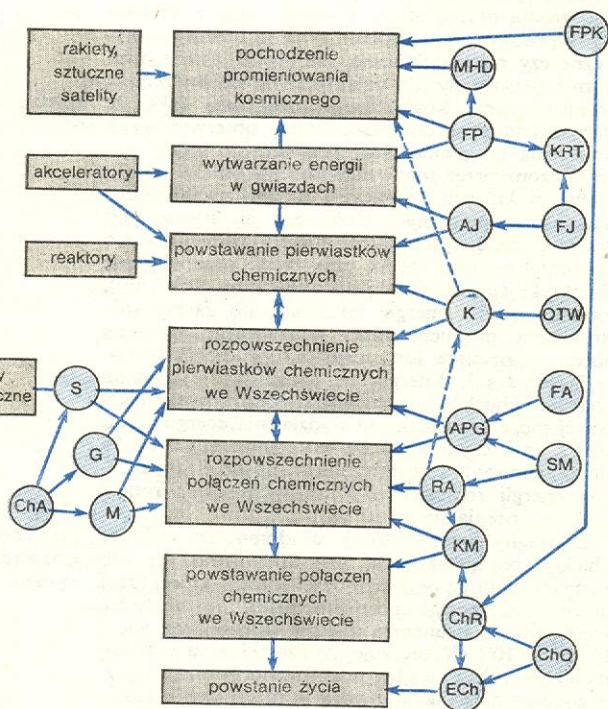 rakiety,
sztuczne
satelity
pochodzenie
promieniowania
kosmicznego
FPK
MHD
FP
KRT
akceleratory
wytwarzanie energii
w gwiazdach
AJ
FJ
reaktory
powstawanie pierwiastków
chemicznych
K
OTW
rozpowszechnienie
pierwiastków chemicznych
we Wszechświecie
S
G
ChA
M
FA
APG
SM
rozpowszechnienie
połączeń chemicznych
we Wszechświecie
RA
KM
powstawanie połaczeń
chemicznych
we Wszechświecie
ChR
ChQ
powstanie życia
ECh